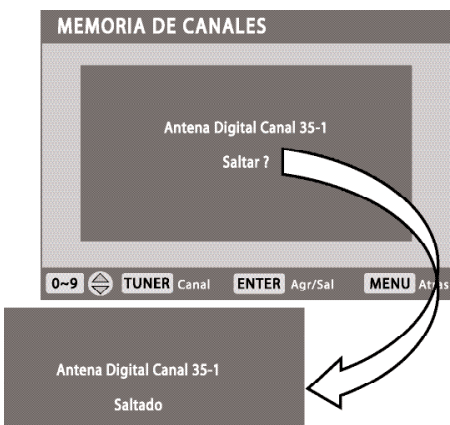 MEMORIA DE CANALES
Antena Digital Canal 35-1
Saltar ?
0~9 TUNER Canal ENTER Agr/Sal MENU Atras
Antena Digital Canal 35-1
Saltado